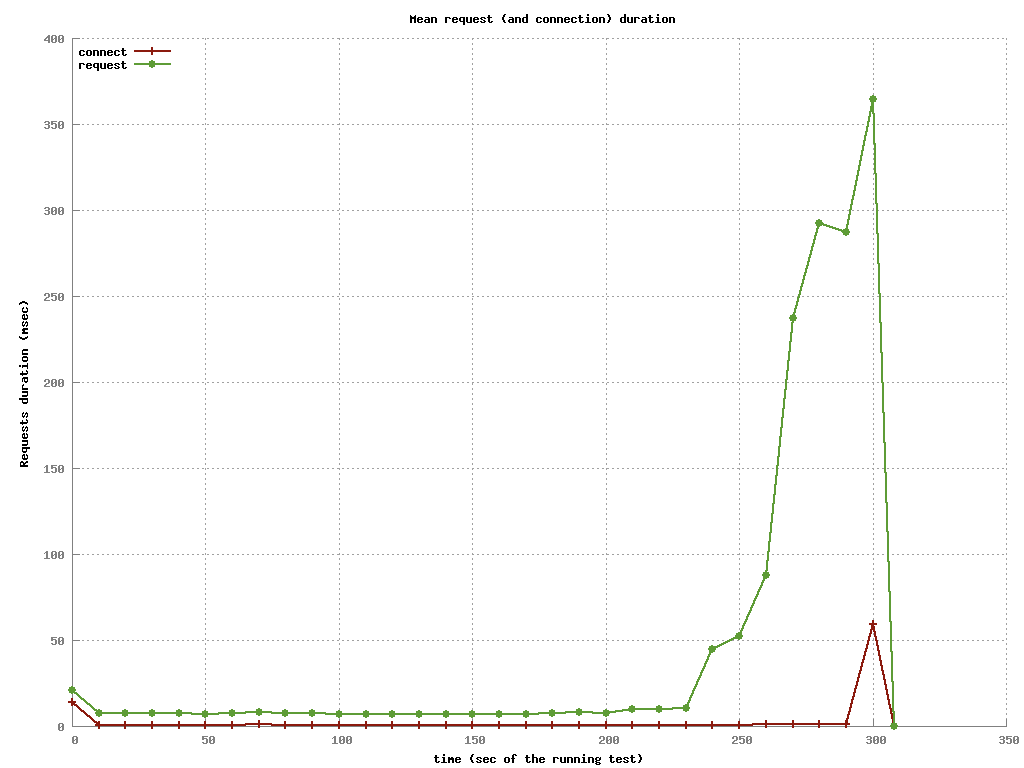 Mean request (and connection) duration
400
350
300
250
200
150
100
50
0
connect
request
Requests duration (msec)
0 50 100 150 200 250 300 350
time (sec of the running test)